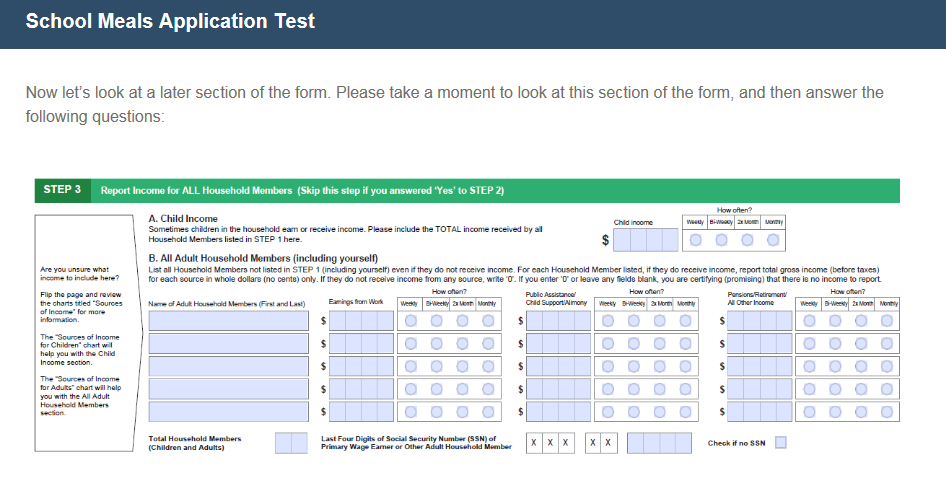 School Meals Application Test
Now let's look at a later section of the form. Please take a moment to look at this section of the form, and then answer the
following questions:
STEP 3 Report Income for ALL Household Members (Skip this step if you answered 'Yes' to STEP 2)
Are you unsure what
income to include here?
Flip the page and review
the charts titled "Sources
of Income" for more
information.
The "Sources of Income
for Children" chart will
help you with the Child
Income section.
The "Sources of Income
for Adults" chart will help
you with the All Adult
Household Members
section.
A. Child Income
Sometimes children in the household earn or receive income. Please include the TOTAL income received by all
Household Members listed in STEP 1 here.
Child income
$
How often?
Weekly Bi-Weekly 2x Month Monthly
B. All Adult Household Members (including yourself)
List all Household Members not listed in STEP 1 (including yourself) even if they do not receive income. For each Household Member listed, if they do receive income, report total gross income (before taxes)
for each source in whole dollars (no cents) only. If they do not receive income from any source, write '0'. If you enter '0' or leave any fields blank, you are certifying (promising) that there is no income to report.
Name of Adult Household Members (First and Last)
Earnings from Work
How often?
Weekly Bi-Weekly 2x Month Monthly
Public Assistance/
Child Support/Alimony
How often?
Weekly Bi-Weekly 2x Month Monthly
Pensions/Retirement/
All Other Income
How often?
Weekly Bi-Weekly 2x Month Monthly
$ $ $
$ $ $
$ $ $
$ $ $
$ $ $
Total Household Members
(Children and Adults)
Last Four Digits of Social Security Number (SSN) of
Primary Wage Earner or Other Adult Household Member
X X X X X
Check if no SSN